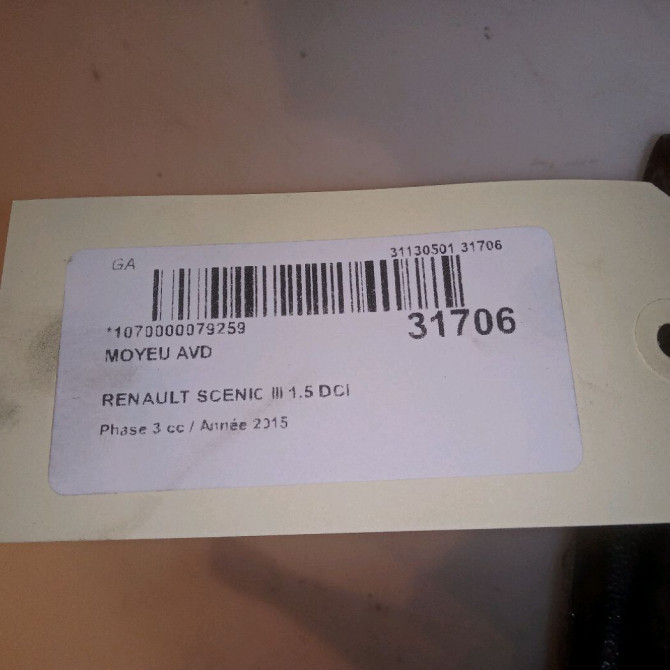 GA
31130501 31706
*1070000079259
31706
MOYEU AVD
RENAULT SCENIC III 1.5 DCI
Phase 3 cc / Année 2015